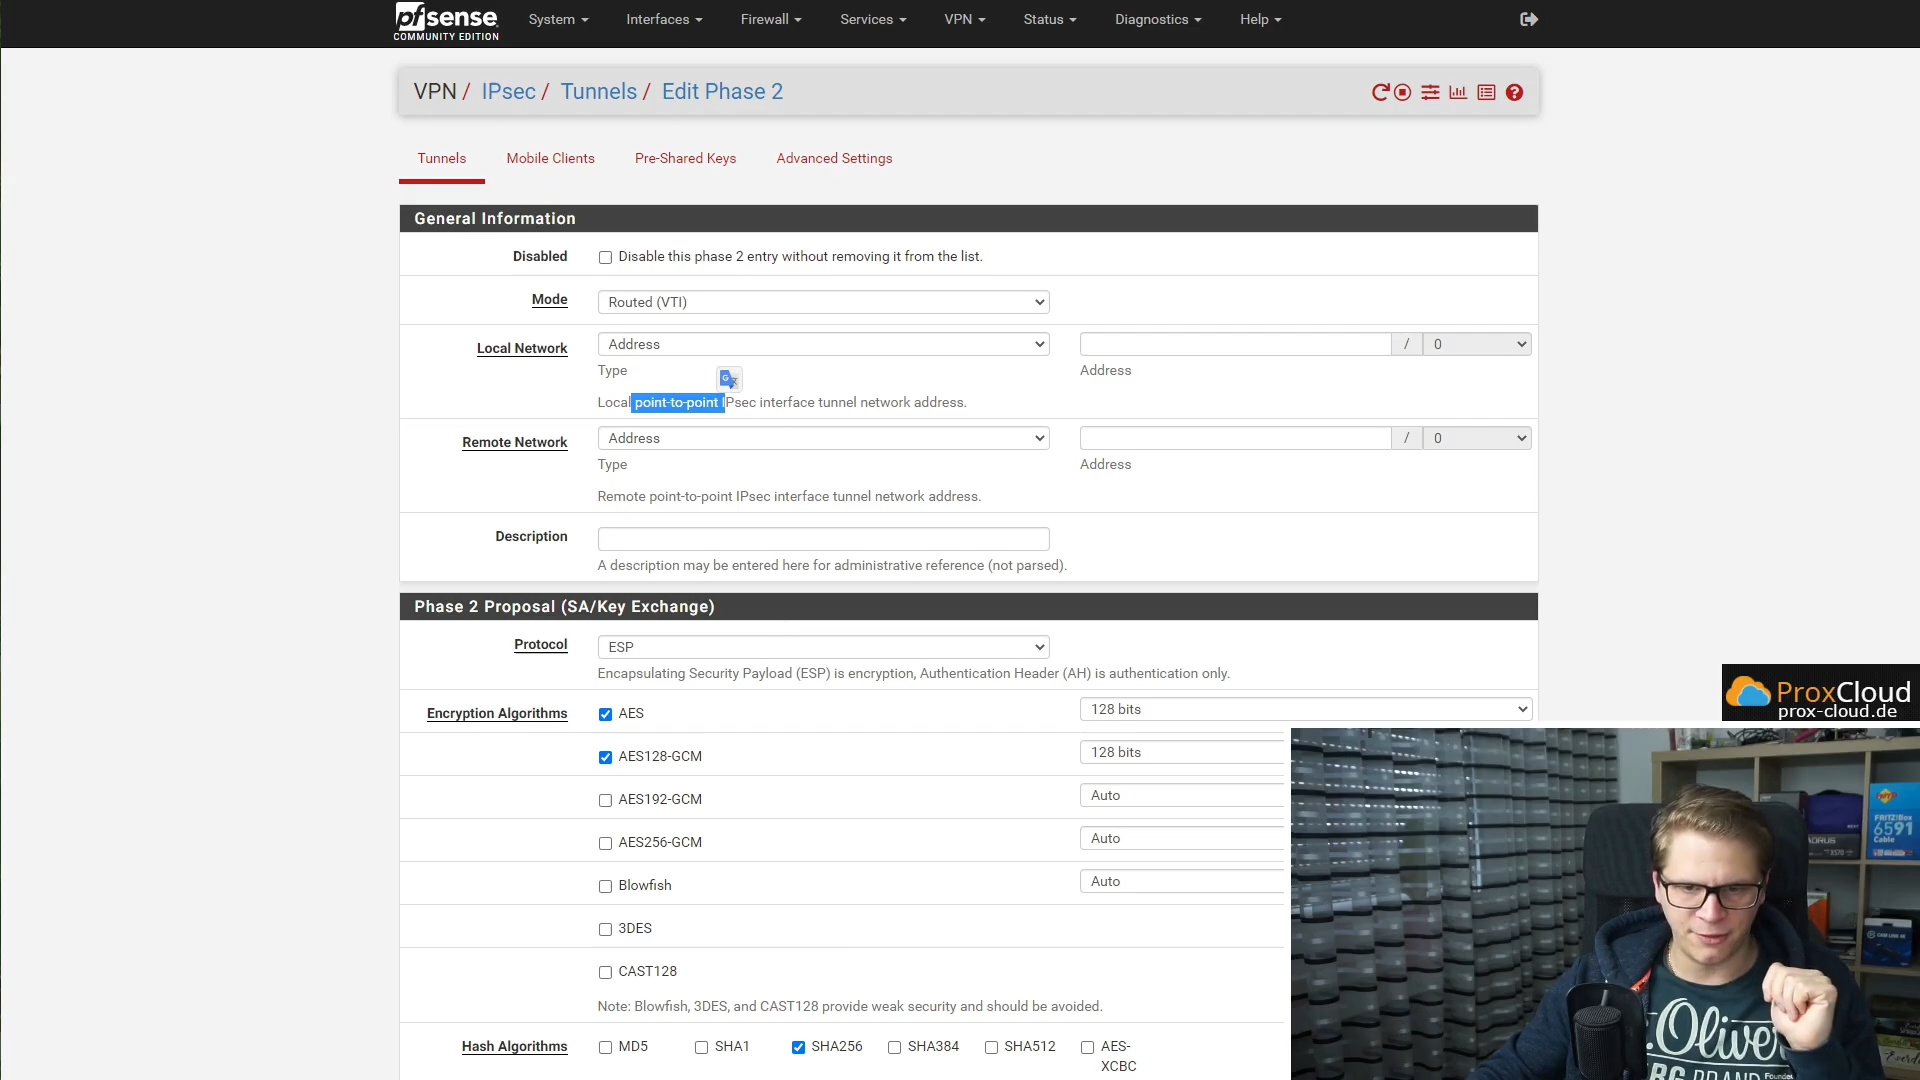 pfsense
COMMUNITY EDITION
System
Interfaces
Firewall
Services
VPN
Status
Diagnostics
Help
VPN / IPsec / Tunnels / Edit Phase 2
Tunnels
Mobile Clients
Pre-Shared Keys
Advanced Settings
General Information
Disabled
Disable this phase 2 entry without removing it from the list.
Mode
Routed (VTI)
Local Network
Address
/ 0
Type
Address
Local point-to-point IPsec interface tunnel network address.
Remote Network
Address
/ 0
Type
Address
Remote point-to-point IPsec interface tunnel network address.
Description
A description may be entered here for administrative reference (not parsed).
Phase 2 Proposal (SA/Key Exchange)
Protocol
ESP
Encapsulating Security Payload (ESP) is encryption, Authentication Header (AH) is authentication only.
Encryption Algorithms
AES
128 bits
AES128-GCM
128 bits
AES192-GCM
Auto
AES256-GCM
Auto
Blowfish
Auto
3DES
CAST128
Note: Blowfish, 3DES, and CAST128 provide weak security and should be avoided.
Hash Algorithms
MD5
SHA1
SHA256
SHA384
SHA512
AES-
XCBC
ProxCloud
prox-cloud.de
FRITZ!Box
6591
Cable
s.Oliver
BRAND